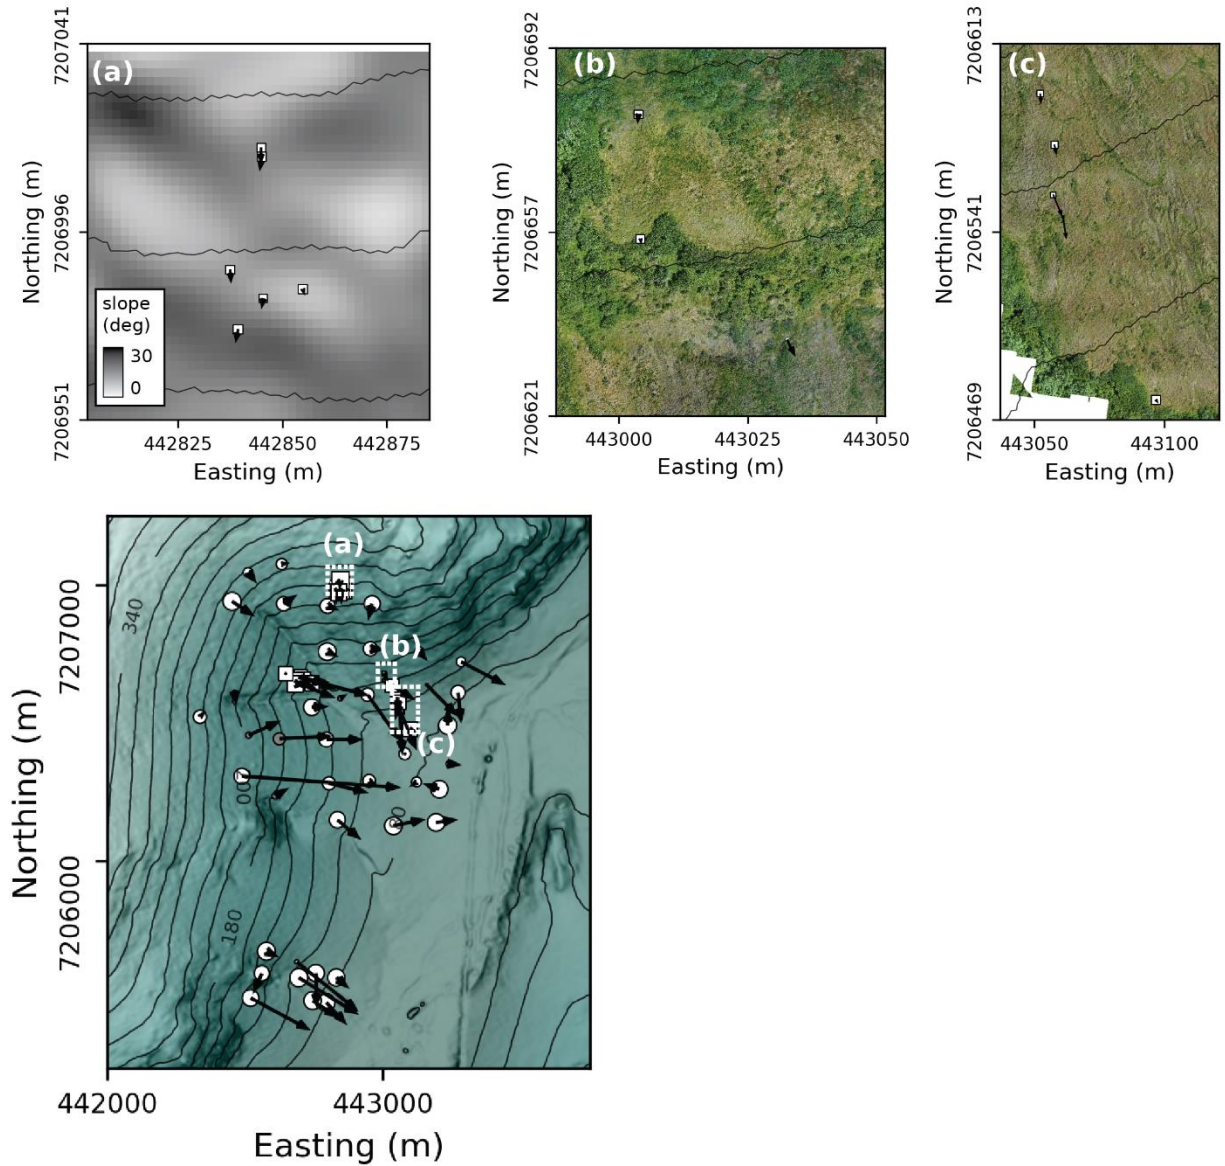 (a)
7207041
7206996
7206951
Northing (m)
slope
(deg)
30
0
442825 442850 442875
Easting (m)
(b)
7206692
7206657
7206621
Northing (m)
443000 443025 443050
Easting (m)
(c)
7206613
7206541
7206469
Northing (m)
443050 443100
Easting (m)
(a)
(b)
(c)
340
180
7207000
7206000
Northing (m)
442000 443000
Easting (m)